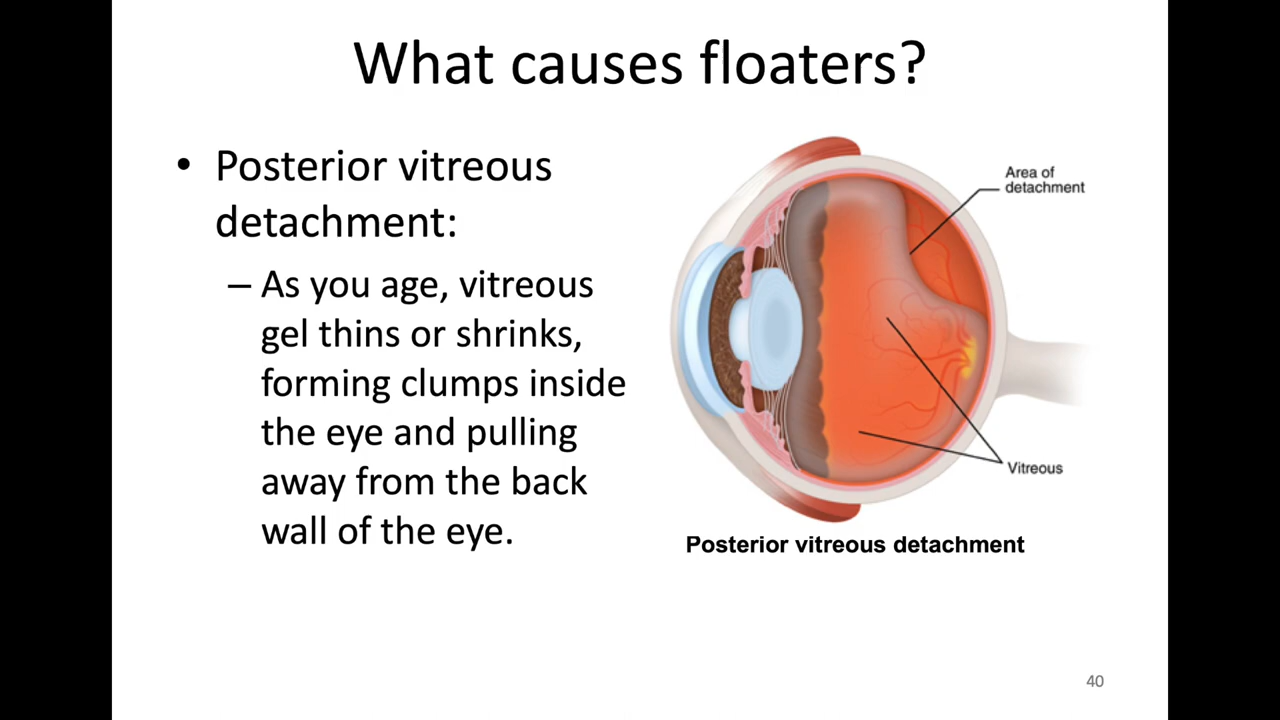 What causes floaters?
• Posterior vitreous
detachment:
– As you age, vitreous
gel thins or shrinks,
forming clumps inside
the eye and pulling
away from the back
wall of the eye.
Area of
detachment
Vitreous
Posterior vitreous detachment
40